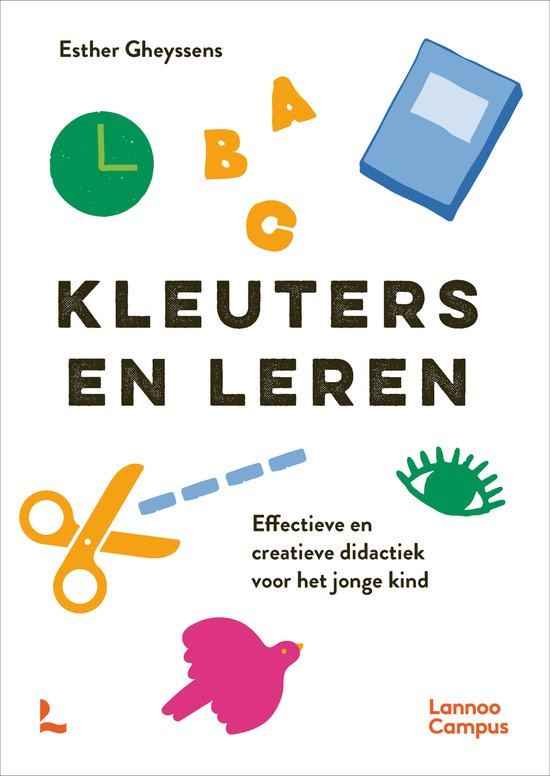 Esther Gheyssens
A
B
C
KLEUTERS
EN LEREN
Effectieve en
creatieve didactiek
voor het jonge kind
L
Lannoo
Campus